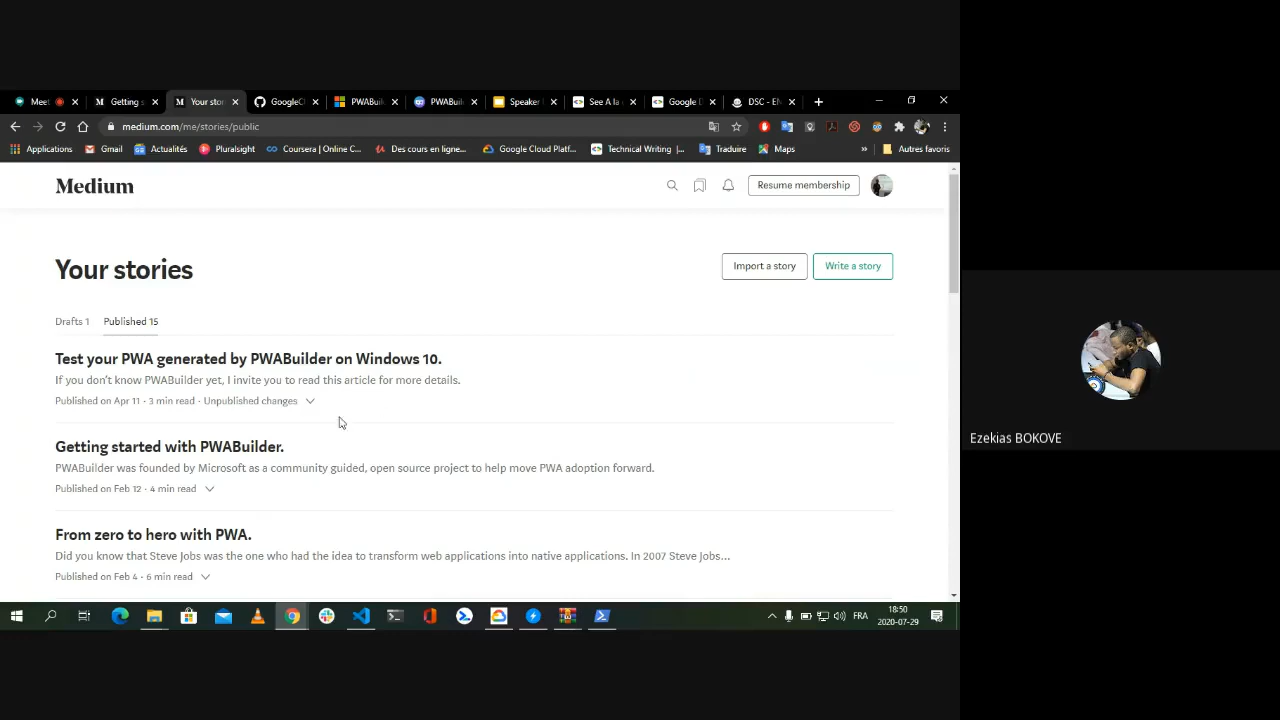 Meet
Getting s
Your stor
GoogleCl
PWABuil
PWABuil
Speaker
See A la
Google D
DSC - EN
medium.com/me/stories/public
Applications
Gmail
Actualités
Pluralsight
Coursera | Online C...
Des cours en ligne...
Google Cloud Platf...
Technical Writing |...
Traduire
Maps
»
Autres favoris
Medium
Resume membership
Your stories
Import a story
Write a story
Drafts 1
Published 15
Test your PWA generated by PWABuilder on Windows 10.
If you don’t know PWABuilder yet, I invite you to read this article for more details.
Published on Apr 11 · 3 min read · Unpublished changes
Getting started with PWABuilder.
PWABuilder was founded by Microsoft as a community guided, open source project to help move PWA adoption forward.
Published on Feb 12 · 4 min read
From zero to hero with PWA.
Did you know that Steve Jobs was the one who had the idea to transform web applications into native applications. In 2007 Steve Jobs...
Published on Feb 4 · 6 min read
Ezekias BOKOVE
FRA
18:50
2020-07-29